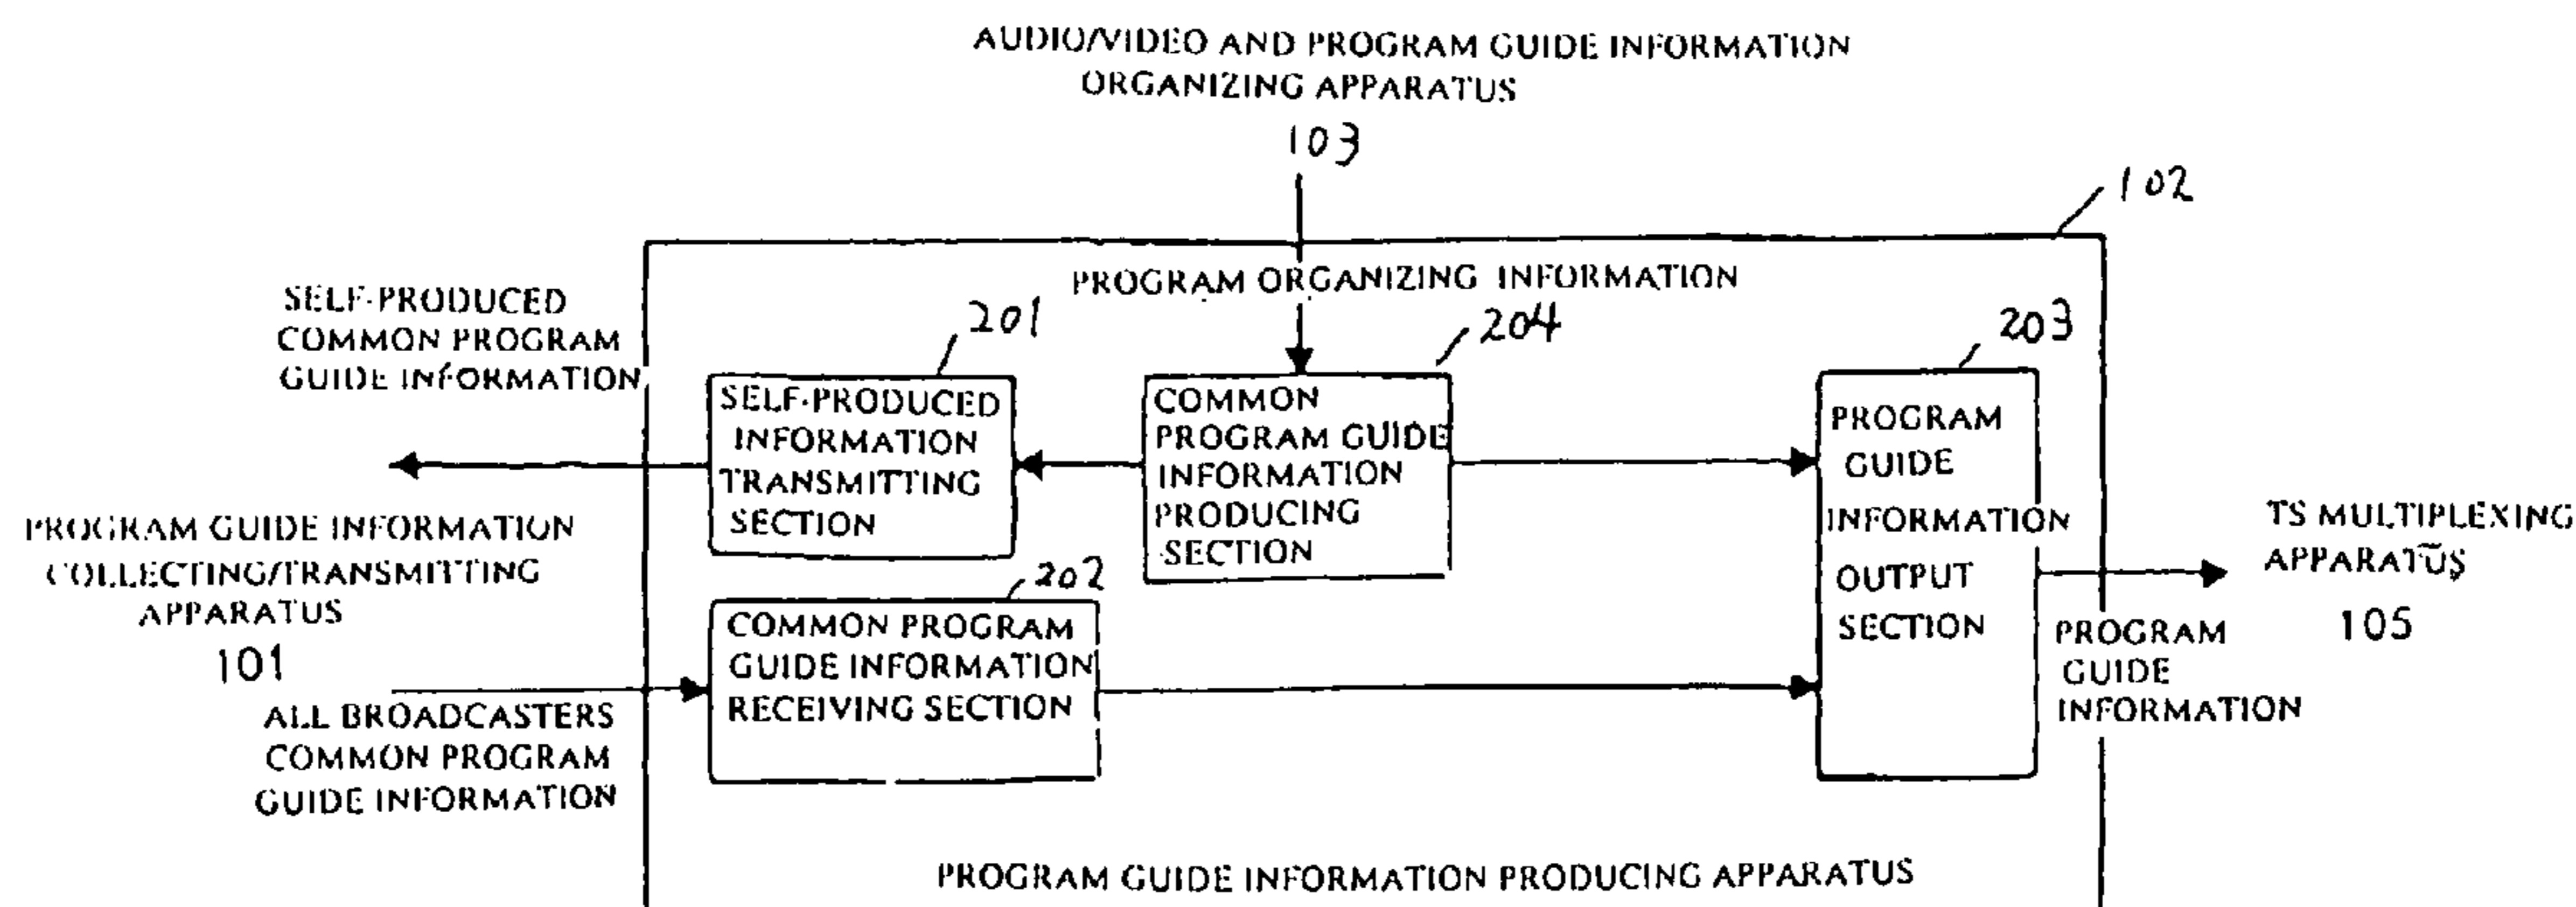 AUDIO/VIDEO AND PROGRAM GUIDE INFORMATION
ORGANIZING APPARATUS
103
102
PROGRAM ORGANIZING INFORMATION
SELF-PRODUCED
COMMON PROGRAM
GUIDE INFORMATION
201
204
203
SELF-PRODUCED
INFORMATION
TRANSMITTING
SECTION
COMMON
PROGRAM GUIDE
INFORMATION
PRODUCING
SECTION
PROGRAM
GUIDE
INFORMATION
OUTPUT
SECTION
PROGRAM GUIDE INFORMATION
COLLECTING/TRANSMITTING
APPARATUS
101
TS MULTIPLEXING
APPARATUS
105
202
COMMON PROGRAM
GUIDE INFORMATION
RECEIVING SECTION
PROGRAM
GUIDE
INFORMATION
ALL BROADCASTERS
COMMON PROGRAM
GUIDE INFORMATION
PROGRAM GUIDE INFORMATION PRODUCING APPARATUS